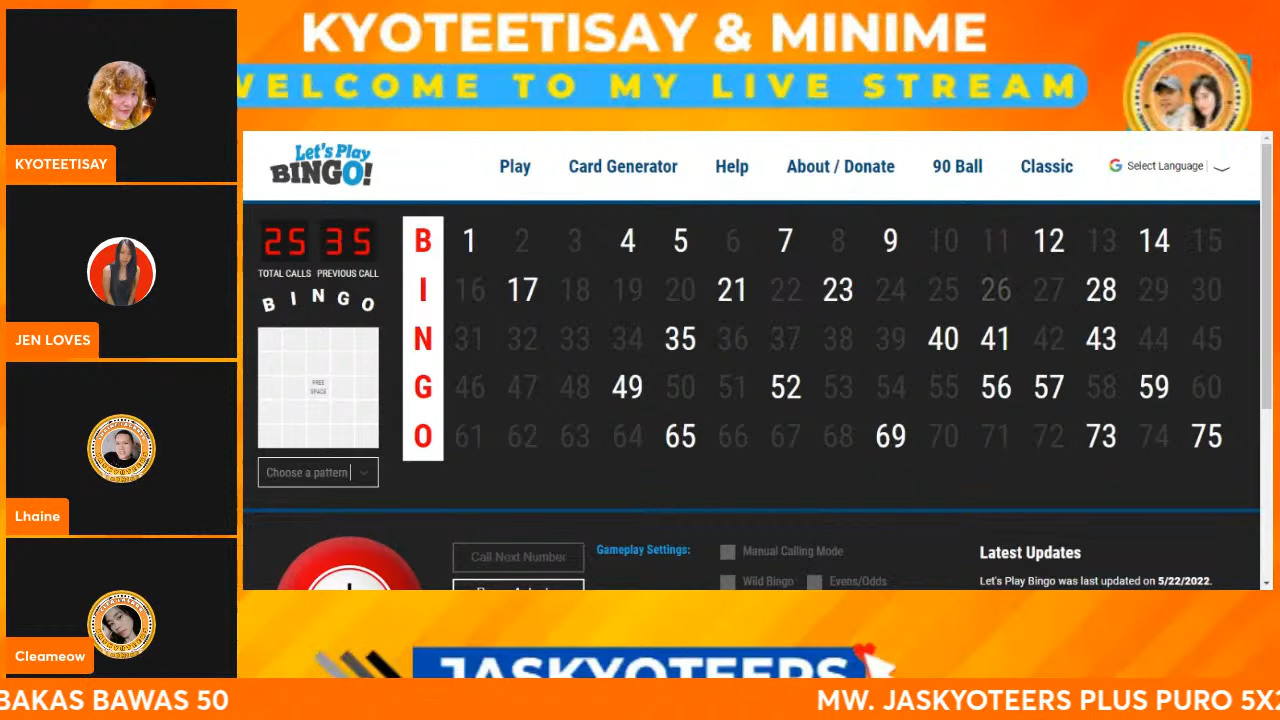 KYOTEETISAY & MINIME
WELCOME TO MY LIVE STREAM
KYOTEETISAY
JEN LOVES
Lhaine
Cleameow
Let's Play
BINGO!
Play Card Generator Help About / Donate 90 Ball Classic Select Language
25 35
TOTAL CALLS PREVIOUS CALL
BINGO
FREE
SPACE
Choose a pattern
B 1 2 3 4 5 6 7 8 9 10 11 12 13 14 15
I 16 17 18 19 20 21 22 23 24 25 26 27 28 29 30
N 31 32 33 34 35 36 37 38 39 40 41 42 43 44 45
G 46 47 48 49 50 51 52 53 54 55 56 57 58 59 60
O 61 62 63 64 65 66 67 68 69 70 71 72 73 74 75
Call Next Number
Gameplay Settings:
Manual Calling Mode
Wild Bingo Evens/Odds
Latest Updates
Let's Play Bingo was last updated on 5/22/2022.
JASKYOTEERS
BAKAS BAWAS 50 MW. JASKYOTEERS PLUS PURO 5X2